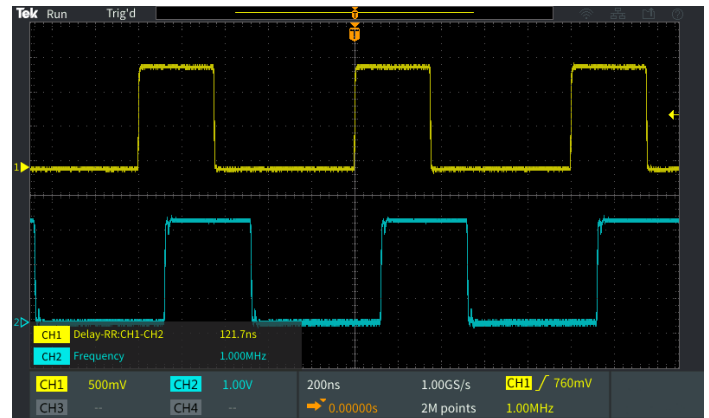 Tek Run Trig'd
T
T
1
2
CH1 Delay-RR:CH1-CH2 121.7ns
CH2 Frequency 1.000MHz
CH1 500mV CH2 1.00V 200ns 1.00GS/s CH1 760mV
CH3 -- CH4 -- 0.00000s 2M points 1.00MHz